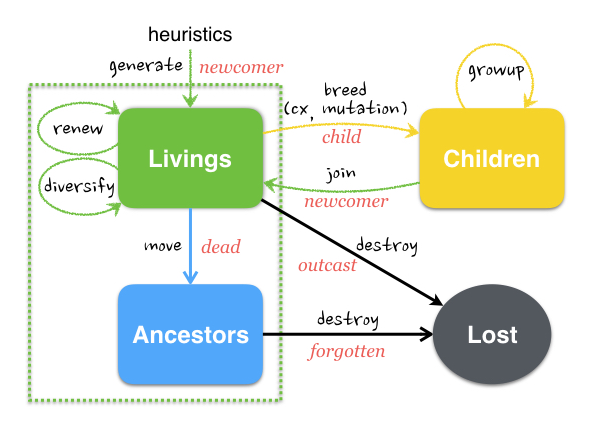 heuristics
generate newcomer
renew
diversify
Livings
breed
(cx, mutation)
child
growup
Children
join
newcomer
move dead
destroy
outcast
Ancestors
destroy
forgotten
Lost